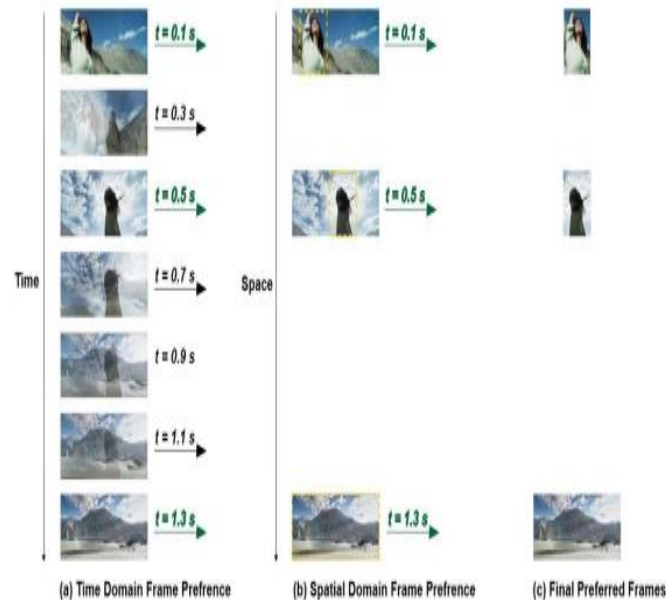 t = 0.1 s
t = 0.3 s
t = 0.5 s
t = 0.7 s
t = 0.9 s
t = 1.1 s
t = 1.3 s
Time
(a) Time Domain Frame Prefrence
t = 0.1 s
t = 0.5 s
t = 1.3 s
Space
(b) Spatial Domain Frame Prefrence
(c) Final Preferred Frames